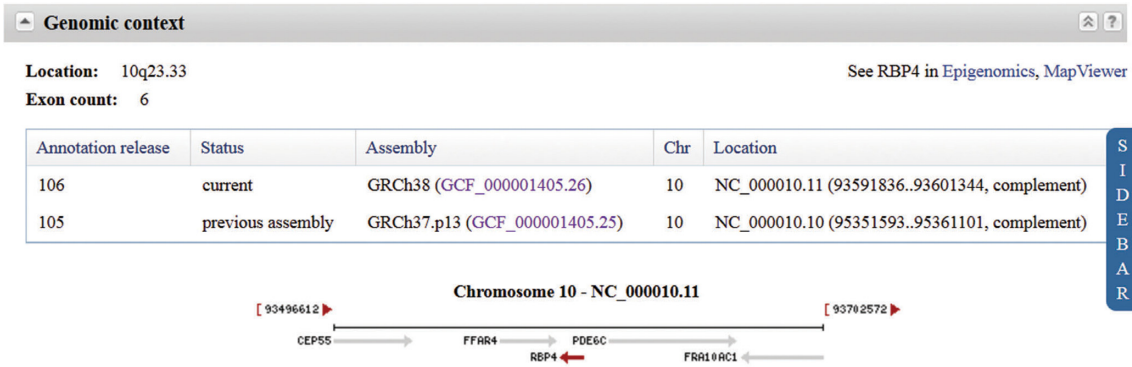 Genomic context
?
Location: 10q23.33
See RBP4 in Epigenomics, MapViewer
Exon count: 6
Annotation release Status Assembly Chr Location
106 current GRCh38 (GCF_000001405.26) 10 NC_000010.11 (93591836..93601344, complement)
105 previous assembly GRCh37.p13 (GCF_000001405.25) 10 NC_000010.10 (95351593..95361101, complement)
SIDEBAR
Chromosome 10 - NC_000010.11
[ 93496612 [ 93702572
CEP55 FFAR4 PDE6C
RBP4 FRA10AC1